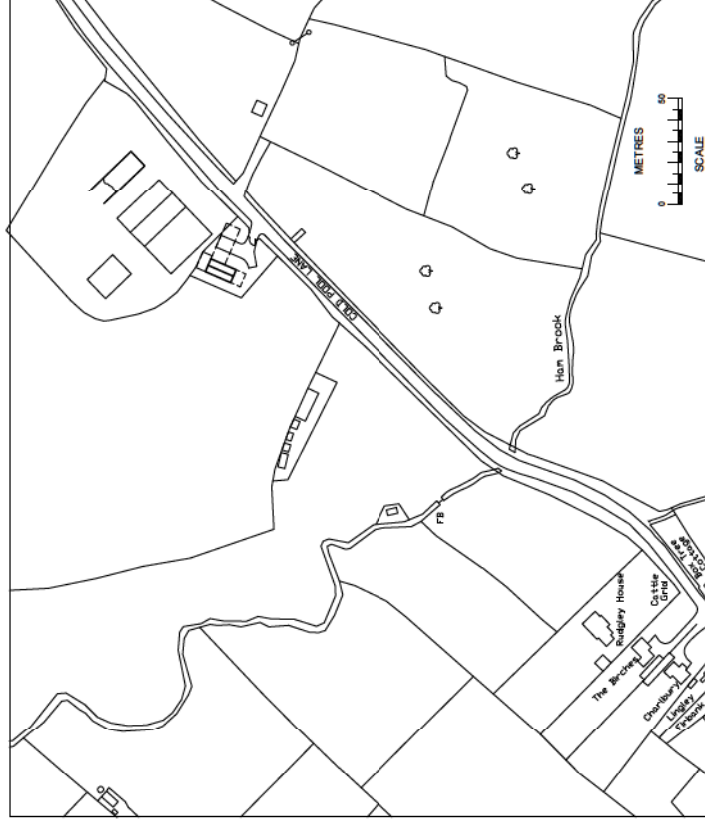 METRES
0
50
SCALE
COLD POOL LANE
Ham Brook
FB
Rudgley House
Cattle
Grid
Box Tree
Cottage
The Birches
Charlbury
Lingley
Firbank